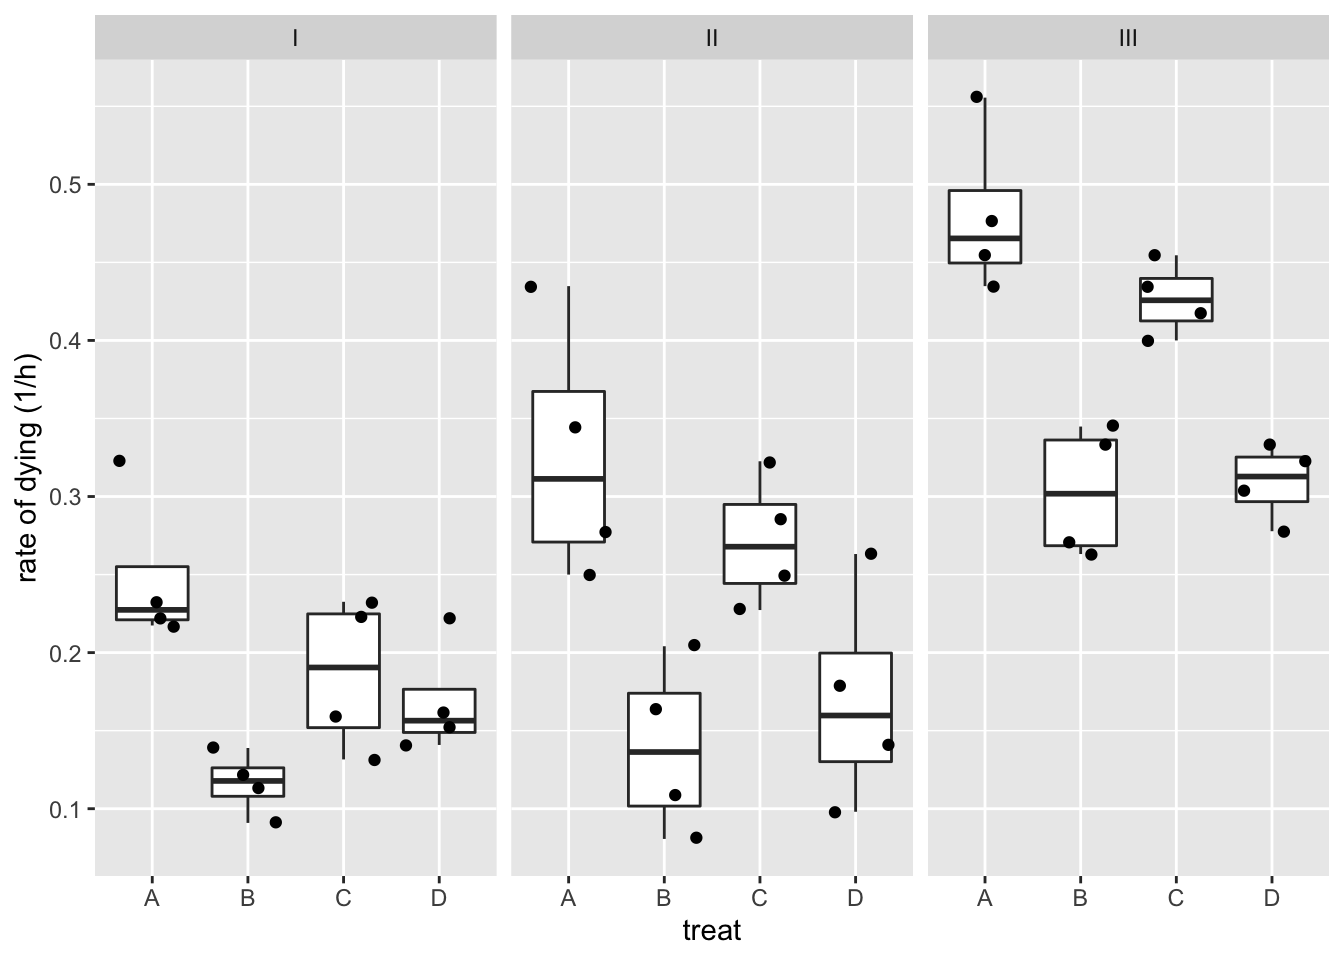 I II III
rate of dying (1/h)
0.5
0.4
0.3
0.2
0.1
A B C D A B C D A B C D
treat